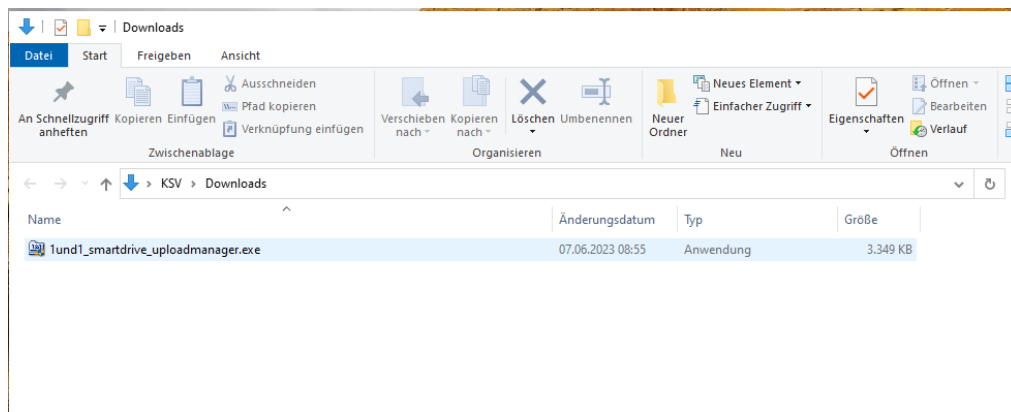 Downloads
Datei Start Freigeben Ansicht
An Schnellzugriff anheften
Kopieren
Einfügen
Ausschneiden
Pfad kopieren
Verknüpfung einfügen
Zwischenablage
Verschieben nach
Kopieren nach
Löschen
Umbenennen
Organisieren
Neuer Ordner
Neues Element
Einfacher Zugriff
Neu
Eigenschaften
Öffnen
Bearbeiten
Verlauf
Öffnen
KSV > Downloads
Name Änderungsdatum Typ Größe
1und1_smartdrive_uploadmanager.exe 07.06.2023 08:55 Anwendung 3.349 KB